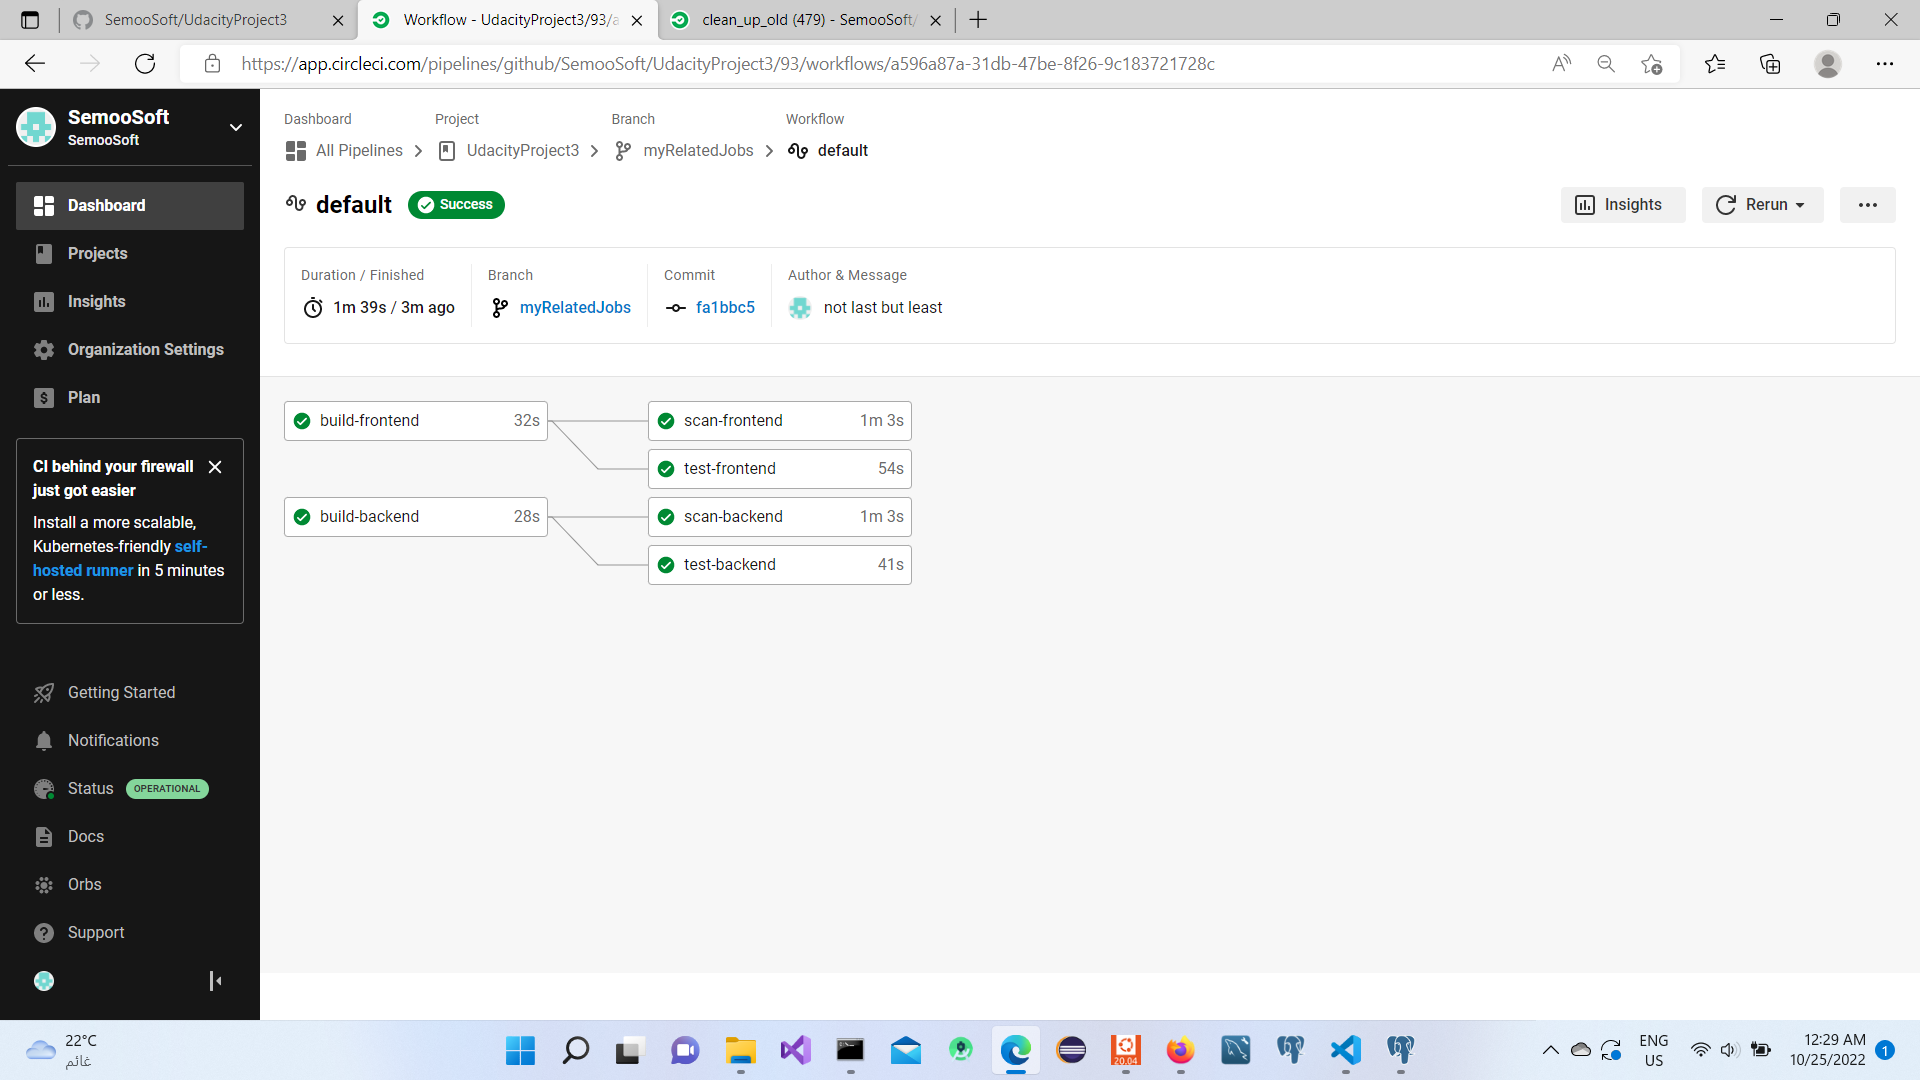 SemooSoft/UdacityProject3
Workflow - UdacityProject3/93/a
clean_up_old (479) - SemooSoft/
https://app.circleci.com/pipelines/github/SemooSoft/UdacityProject3/93/workflows/a596a87a-31db-47be-8f26-9c183721728c
SemooSoft
SemooSoft
Dashboard
Projects
Insights
Organization Settings
Plan
CI behind your firewall
just got easier
Install a more scalable,
Kubernetes-friendly self-
hosted runner in 5 minutes
or less.
Getting Started
Notifications
Status OPERATIONAL
Docs
Orbs
Support
Dashboard Project Branch Workflow
All Pipelines UdacityProject3 myRelatedJobs default
default Success
Insights Rerun
Duration / Finished Branch Commit Author & Message
1m 39s / 3m ago myRelatedJobs fa1bbc5 not last but least
build-frontend 32s
scan-frontend 1m 3s
test-frontend 54s
build-backend 28s
scan-backend 1m 3s
test-backend 41s
22°C
غائم
20.04
ENG
US
12:29 AM
10/25/2022
1